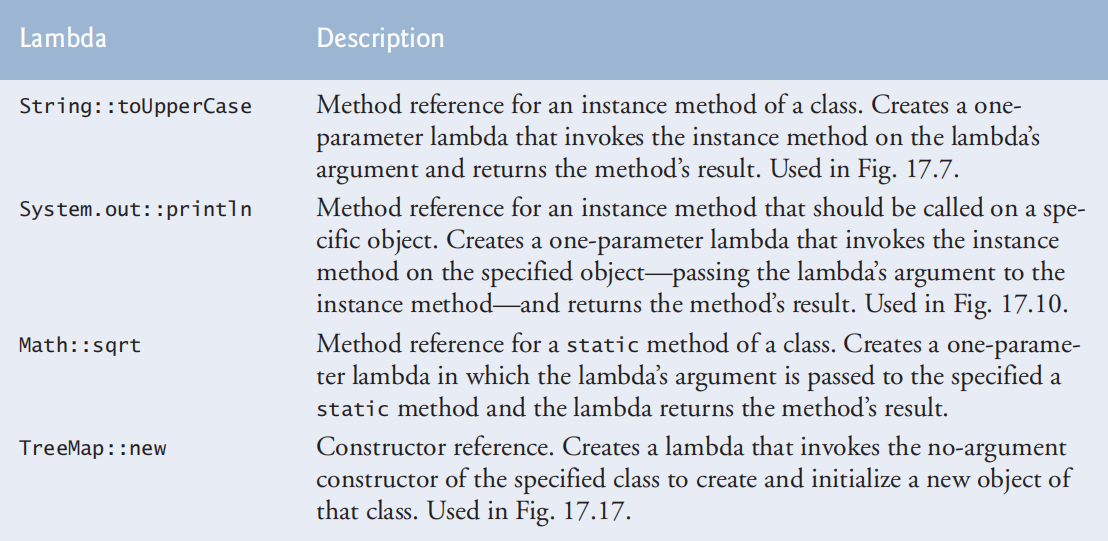 Lambda Description
String::toUpperCase Method reference for an instance method of a class. Creates a one-
parameter lambda that invokes the instance method on the lambda’s
argument and returns the method’s result. Used in Fig. 17.7.
System.out::println Method reference for an instance method that should be called on a spe-
cific object. Creates a one-parameter lambda that invokes the instance
method on the specified object—passing the lambda’s argument to the
instance method—and returns the method’s result. Used in Fig. 17.10.
Math::sqrt Method reference for a static method of a class. Creates a one-parame-
ter lambda in which the lambda’s argument is passed to the specified a
static method and the lambda returns the method’s result.
TreeMap::new Constructor reference. Creates a lambda that invokes the no-argument
constructor of the specified class to create and initialize a new object of
that class. Used in Fig. 17.17.